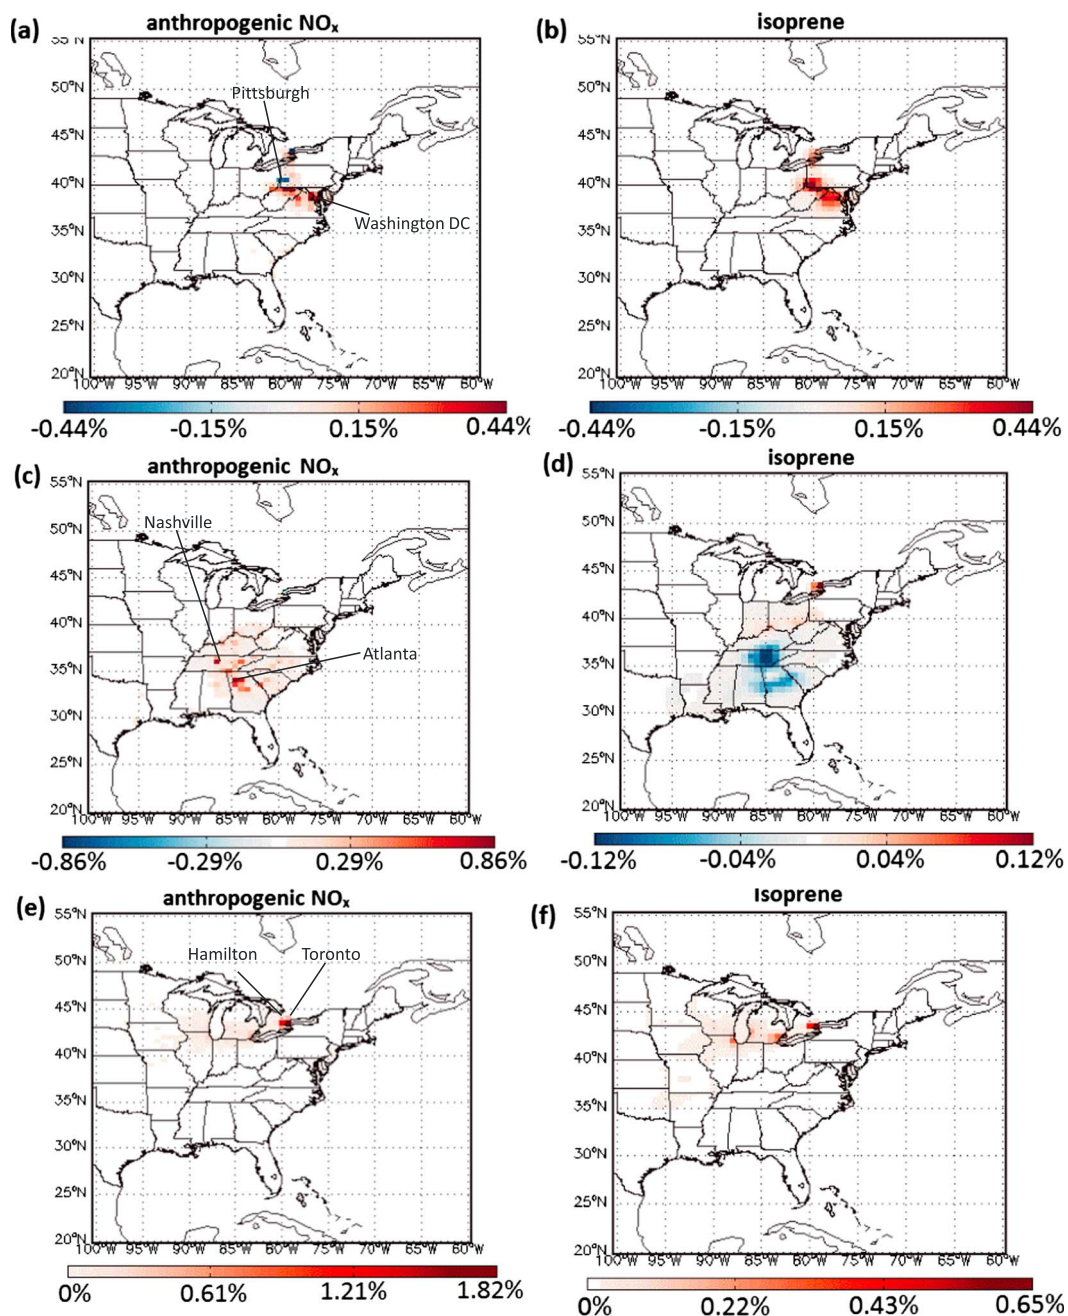 (a) anthropogenic NOₓ
55 N
50°N
45°N
40°N
35°N
30°N
25°N
20°N
Pittsburgh
Washington DC
100°W 95°W 90°W 85°W 80°W 75°W 70°W 65°W 60°W
-0.44% -0.15% 0.15% 0.44%
(b) isoprene
55°N
50°N
45°N
40°N
35°N
30°N
25°N
20°N
100°W 95°W 90°W 85°W 80°W 75°W 70°W 65°W 60°W
-0.44% -0.15% 0.15% 0.44%
(c) anthropogenic NOₓ
55°N
50°N
45°N
40°N
35°N
30°N
25°N
20°N
Nashville
Atlanta
100°W 95°W 90°W 85°W 80°W 75°W 70°W 65°W 60°W
-0.86% -0.29% 0.29% 0.86%
(d) isoprene
55°N
50°N
45°N
40°N
35°N
30°N
25°N
20°N
100°W 95°W 90°W 85°W 80°W 75°W 70°W 65°W 60°W
-0.12% -0.04% 0.04% 0.12%
(e) anthropogenic NOₓ
55°N
50°N
45°N
40°N
35°N
30°N
25°N
20°N
Hamilton Toronto
100°W 95°W 90°W 85°W 80°W 75°W 70°W 65°W 60°W
0% 0.61% 1.21% 1.82%
(f) isoprene
55°N
50°N
45°N
40°N
35°N
30°N
25°N
20°N
100°W 95°W 90°W 85°W 80°W 75°W 70°W 65°W 60°W
0% 0.22% 0.43% 0.65%